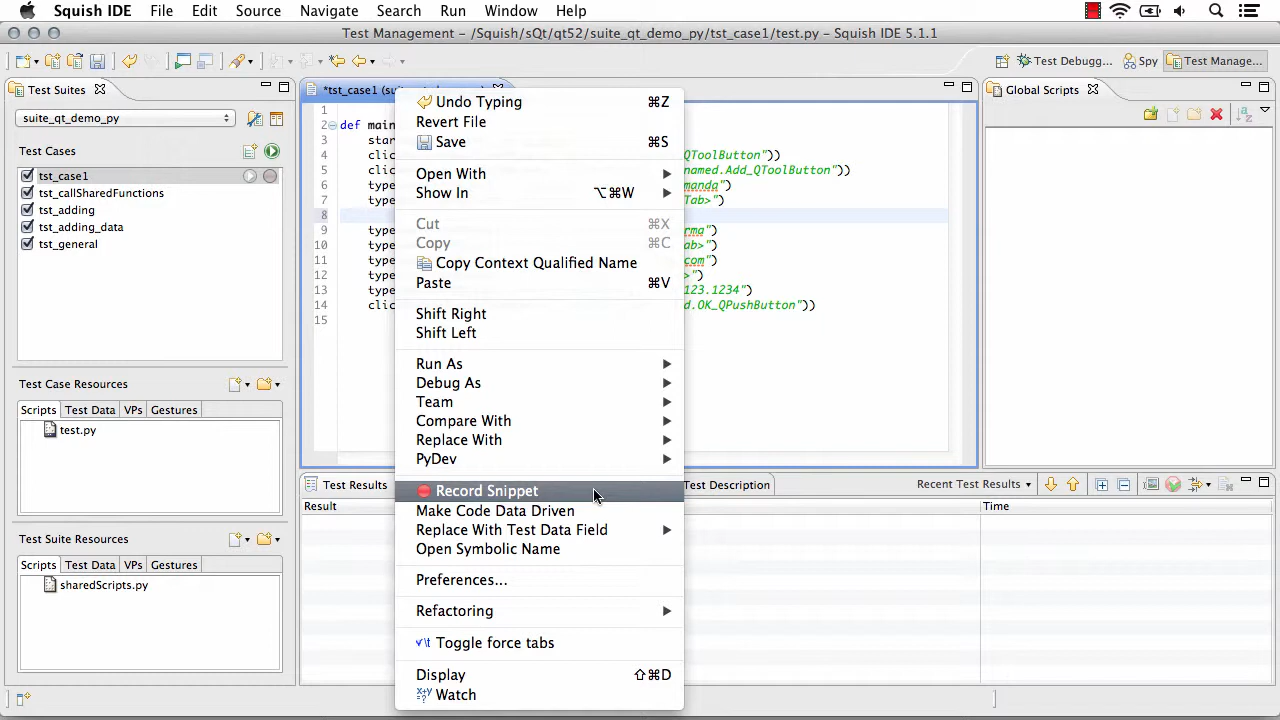 Squish IDE File Edit Source Navigate Search Run Window Help
Test Management - /Squish/sQt/qt52/suite_qt_demo_py/tst_case1/test.py - Squish IDE 5.1.1
Test Debugg... Spy Test Manage...
Test Suites
suite_qt_demo_py
Test Cases
tst_case1
tst_callSharedFunctions
tst_adding
tst_adding_data
tst_general
Test Case Resources
Scripts Test Data VPs Gestures
test.py
Test Suite Resources
Scripts Test Data VPs Gestures
sharedScripts.py
*tst_case1
1
2 def main
3
4 QToolButton"))
5 named.Add_QToolButton"))
6 type manda")
7 type Tab>")
8
9 type rma")
10 type ab>")
11 type com")
12 type >")
13 type 123.1234")
14 d.OK_QPushButton"))
15
Undo Typing ⌘Z
Revert File
Save ⌘S
Open With
Show In ⌥⌘W
Cut ⌘X
Copy ⌘C
Copy Context Qualified Name
Paste ⌘V
Shift Right
Shift Left
Run As
Debug As
Team
Compare With
Replace With
PyDev
Record Snippet
Make Code Data Driven
Replace With Test Data Field
Open Symbolic Name
Preferences...
Refactoring
Toggle force tabs
Display ⇧⌘D
Watch
Global Scripts
Test Results Test Description Recent Test Results
Result Time